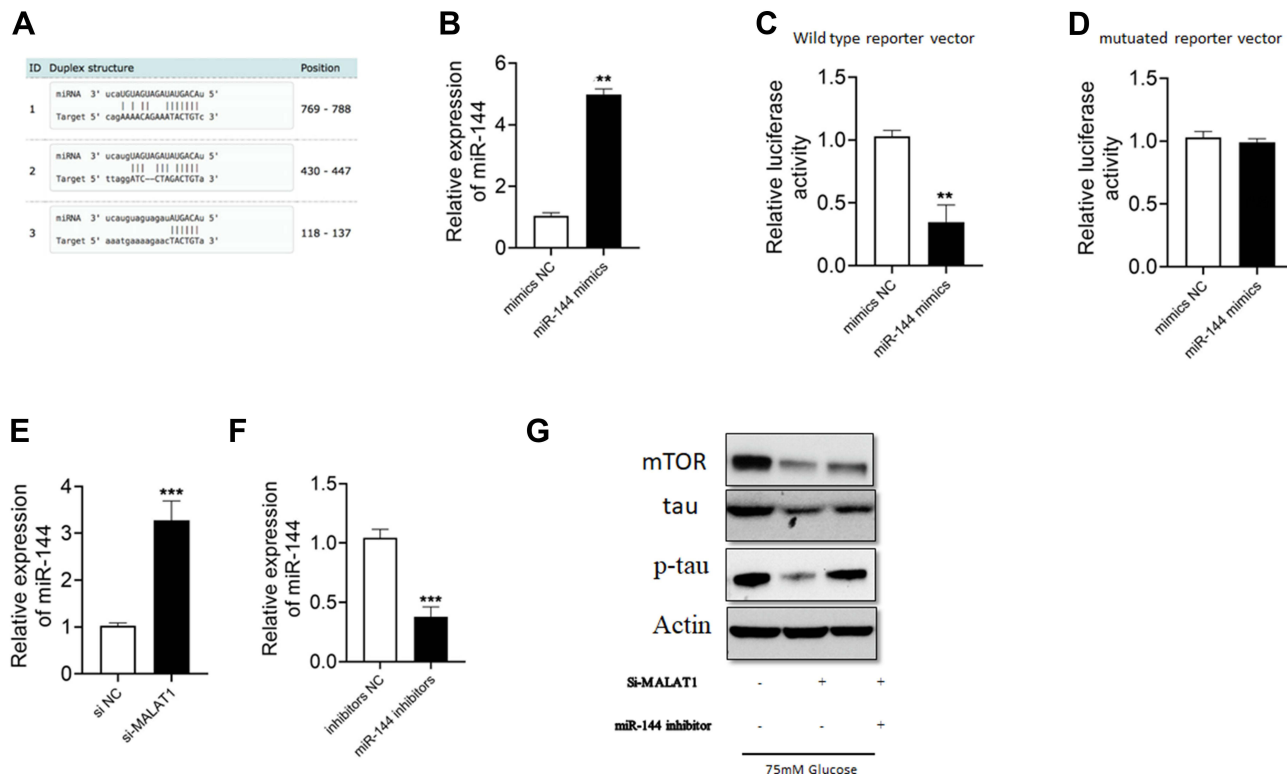 A
ID Duplex structure Position
miRNA 3' ucaUGUAGUAGAUAUGACAu 5'
1
Target 5' cagAAAACAGAAATACTGTc 3'
769 - 788
miRNA 3' ucaugUAGUAGAUAUGACAu 5'
2
Target 5' ttaggATC--CTAGACTGTa 3'
430 - 447
miRNA 3' ucauguaguagauAUGACAu 5'
3
Target 5' aaatgaaaagaacTACTGTa 3'
118 - 137
B
Relative expression
of miR-144
8
6
4
2
0
**
mimics NC
miR-144 mimics
C
Wild type reporter vector
Relative luciferase
activity
1.5
1.0
0.5
0.0
**
mimics NC
miR-144 mimics
D
mutuated reporter vector
Relative luciferase
activity
1.5
1.0
0.5
0.0
mimics NC
miR-144 mimics
E
Relative expression
of miR-144
4
3
2
1
0
***
si NC
si-MALAT1
F
Relative expression
of miR-144
1.5
1.0
0.5
0.0
***
inhibitors NC
miR-144 inhibitors
G
mTOR
tau
p-tau
Actin
Si-MALAT1 - + +
miR-144 inhibitor - - +
75mM Glucose